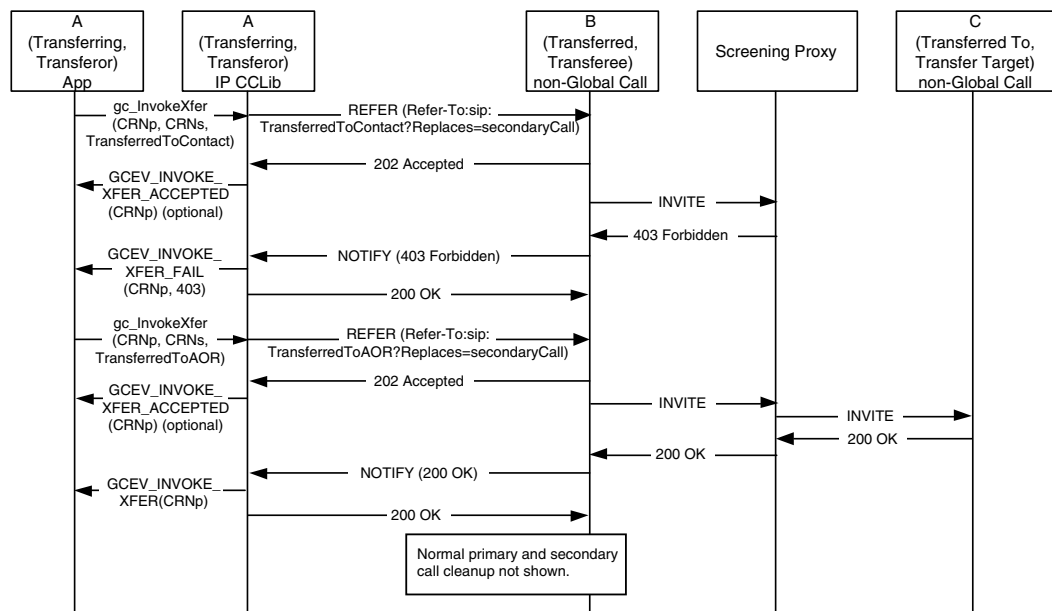 A
(Transferring,
Transferor)
App
A
(Transferring,
Transferor)
IP CCLib
B
(Transferred,
Transferee)
non-Global Call
Screening Proxy
C
(Transferred To,
Transfer Target)
non-Global Call
gc_InvokeXfer
(CRNp, CRNs,
TransferredToContact)
REFER (Refer-To:sip:
TransferredToContact?Replaces=secondaryCall)
202 Accepted
GCEV_INVOKE_
XFER_ACCEPTED
(CRNp) (optional)
INVITE
403 Forbidden
NOTIFY (403 Forbidden)
GCEV_INVOKE_
XFER_FAIL
(CRNp, 403)
200 OK
gc_InvokeXfer
(CRNp, CRNs,
TransferredToAOR)
REFER (Refer-To:sip:
TransferredToAOR?Replaces=secondaryCall)
202 Accepted
GCEV_INVOKE_
XFER_ACCEPTED
(CRNp) (optional)
INVITE
INVITE
200 OK
200 OK
NOTIFY (200 OK)
GCEV_INVOKE_
XFER(CRNp)
200 OK
Normal primary and secondary
call cleanup not shown.